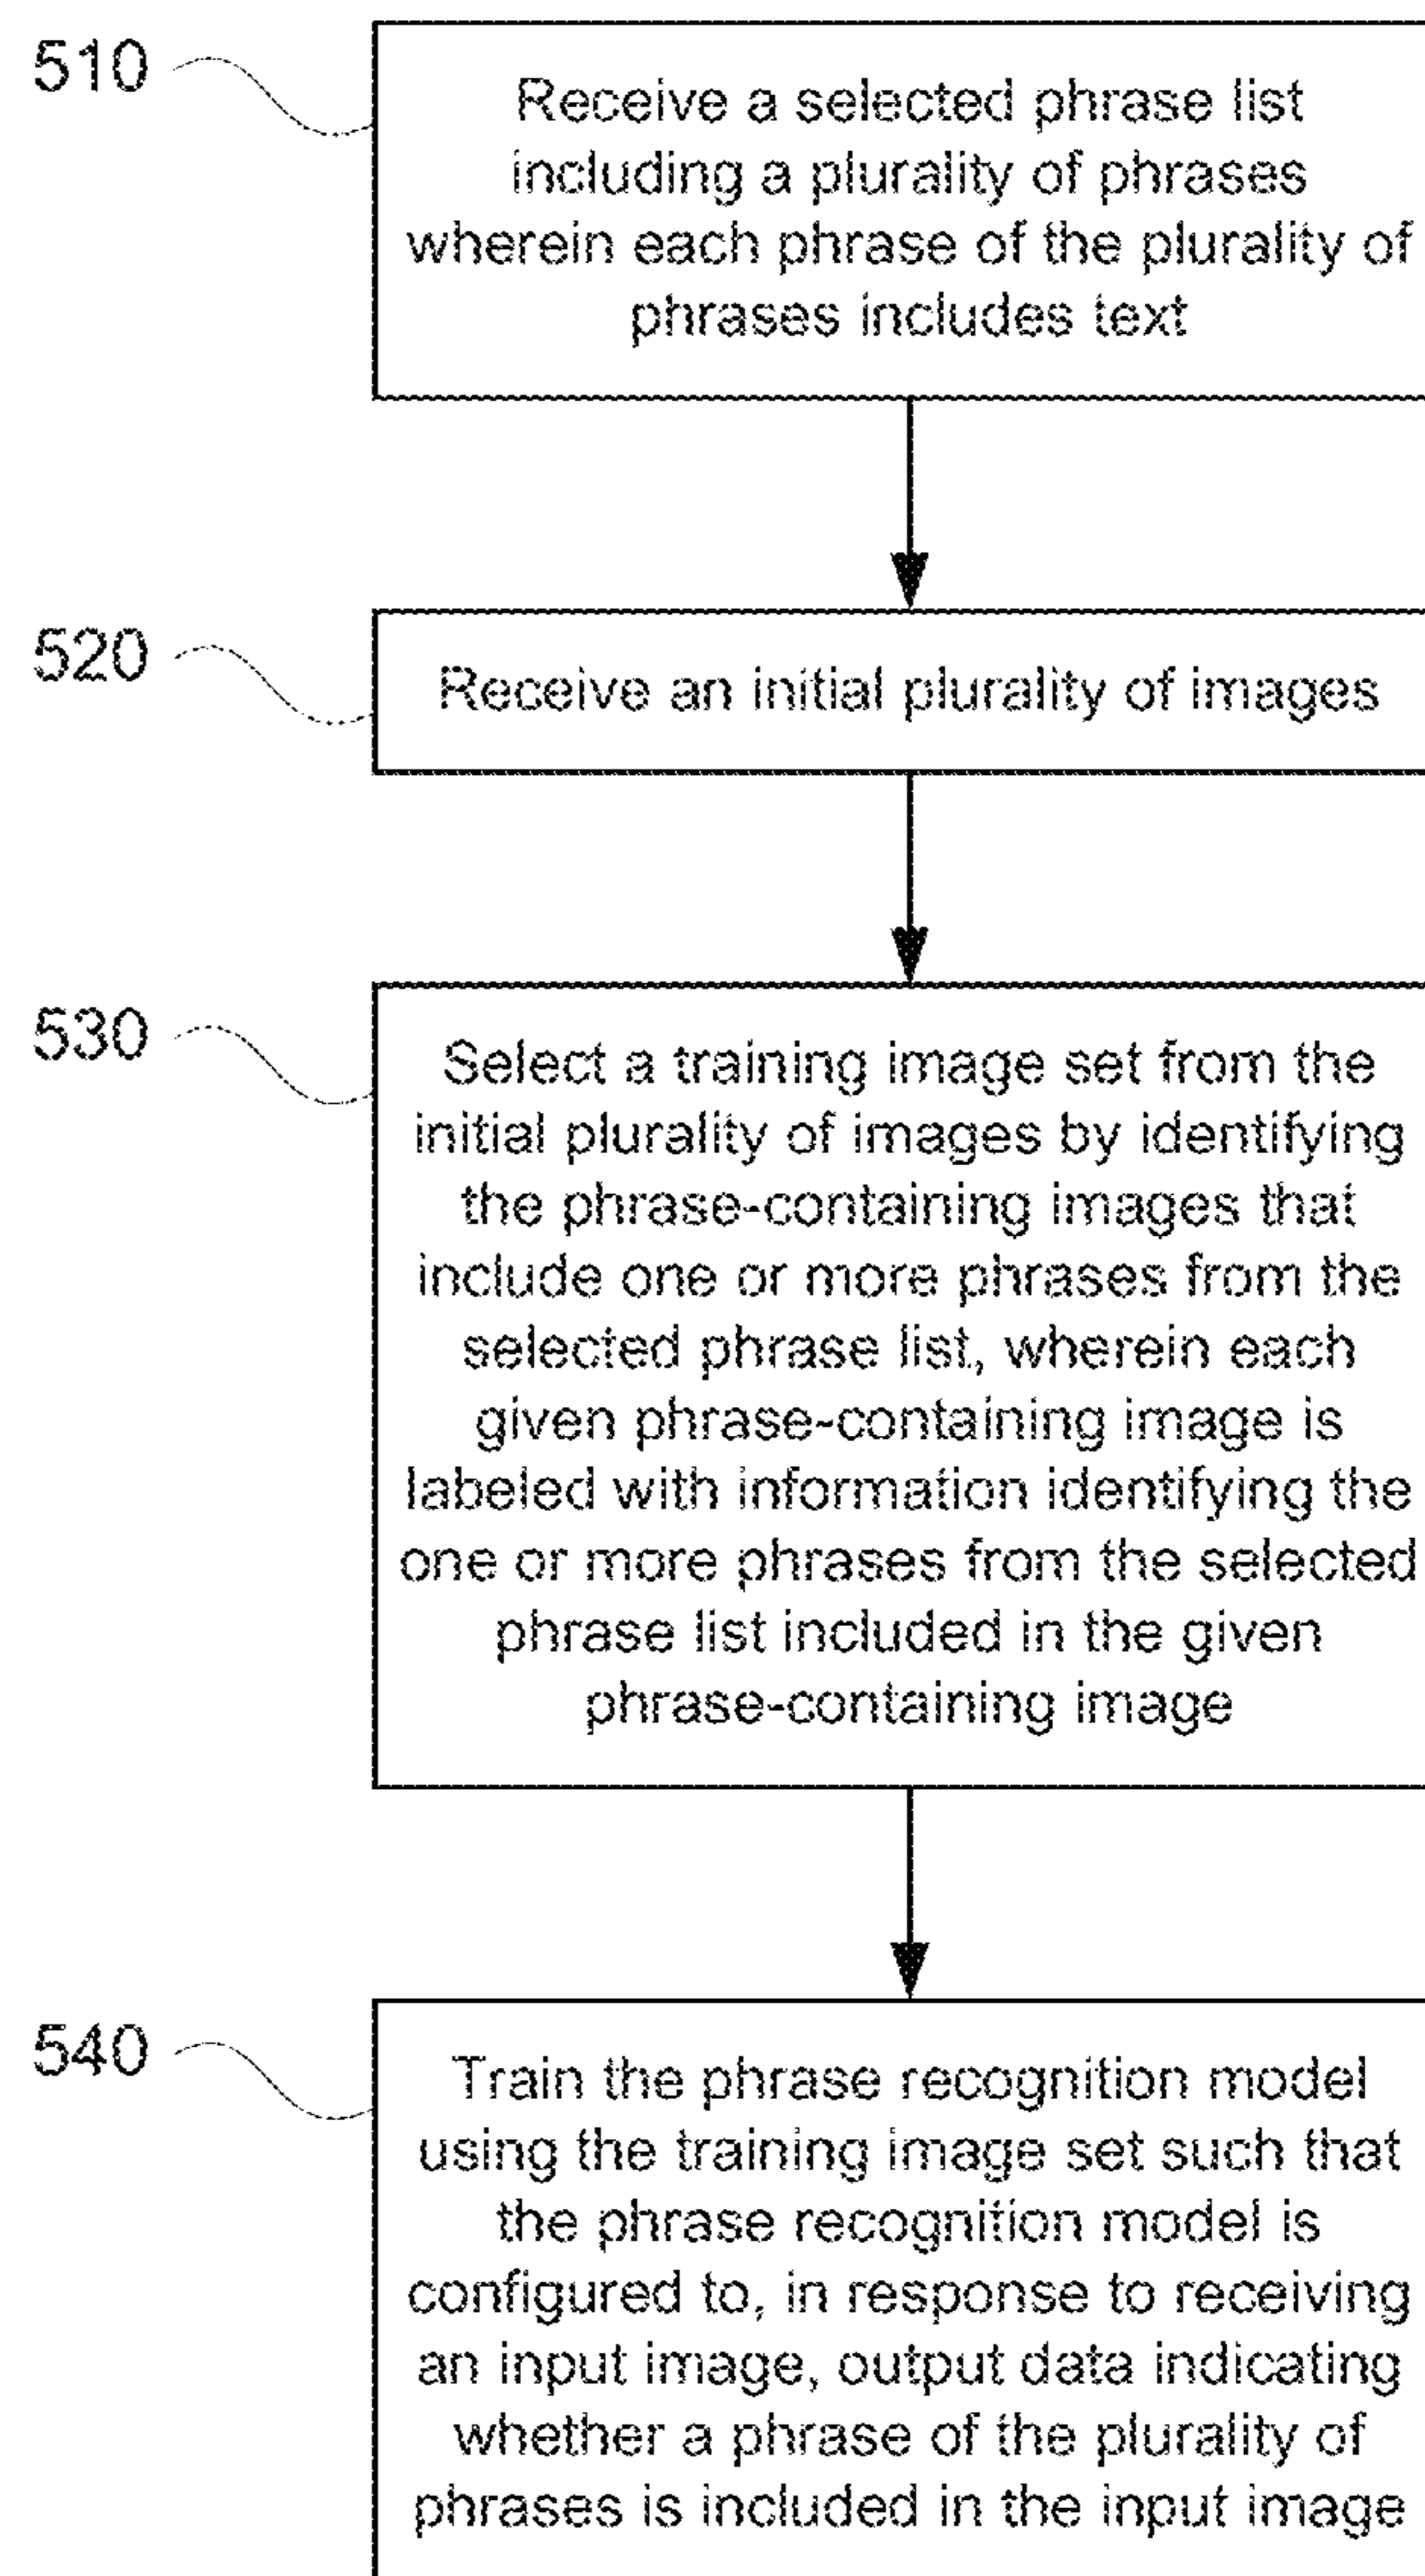 510
Receive a selected phrase list
including a plurality of phrases
wherein each phrase of the plurality of
phrases includes text
520
Receive an initial plurality of images
530
Select a training image set from the
initial plurality of images by identifying
the phrase-containing images that
include one or more phrases from the
selected phrase list, wherein each
given phrase-containing image is
labeled with information identifying the
one or more phrases from the selected
phrase list included in the given
phrase-containing image
540
Train the phrase recognition model
using the training image set such that
the phrase recognition model is
configured to, in response to receiving
an input image, output data indicating
whether a phrase of the plurality of
phrases is included in the input image